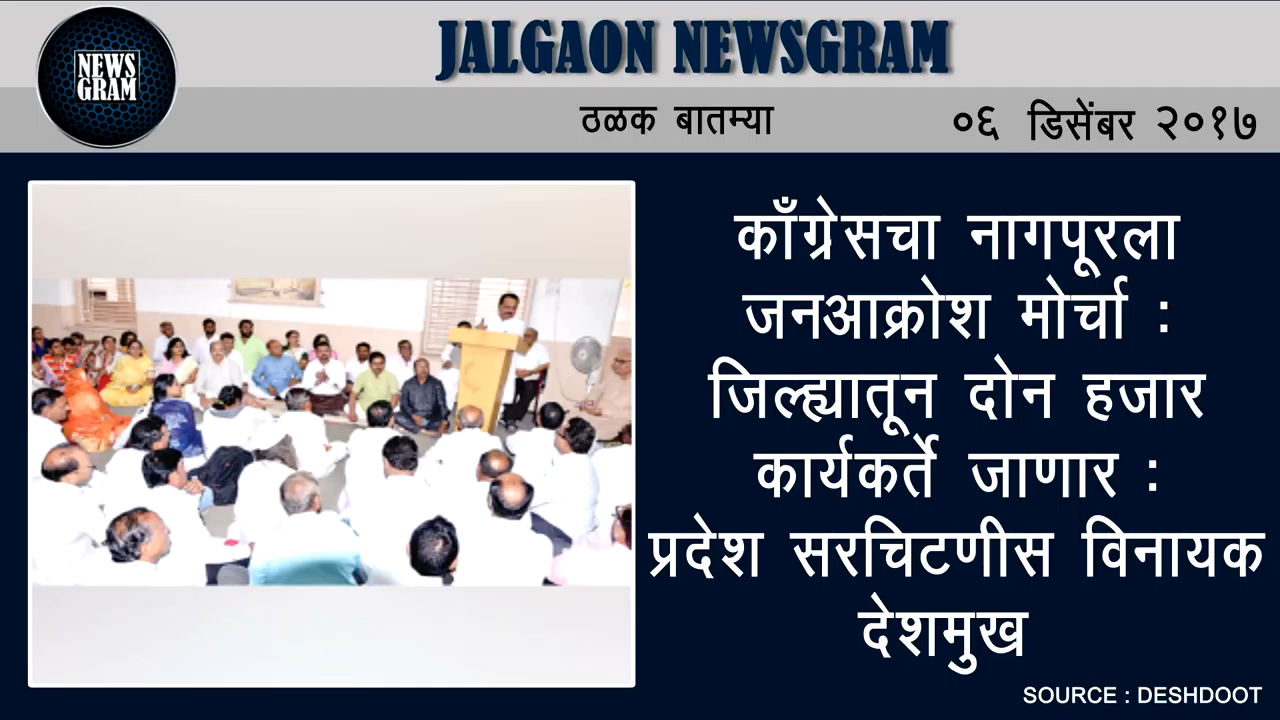 NEWS
GRAM
JALGAON NEWSGRAM
ठळक बातम्या
०६ डिसेंबर २०१७
काँग्रेसचा नागपूरला
जनआक्रोश मोर्चा :
जिल्ह्यातून दोन हजार
कार्यकर्ते जाणार :
प्रदेश सरचिटणीस विनायक
देशमुख
SOURCE : DESHDOOT